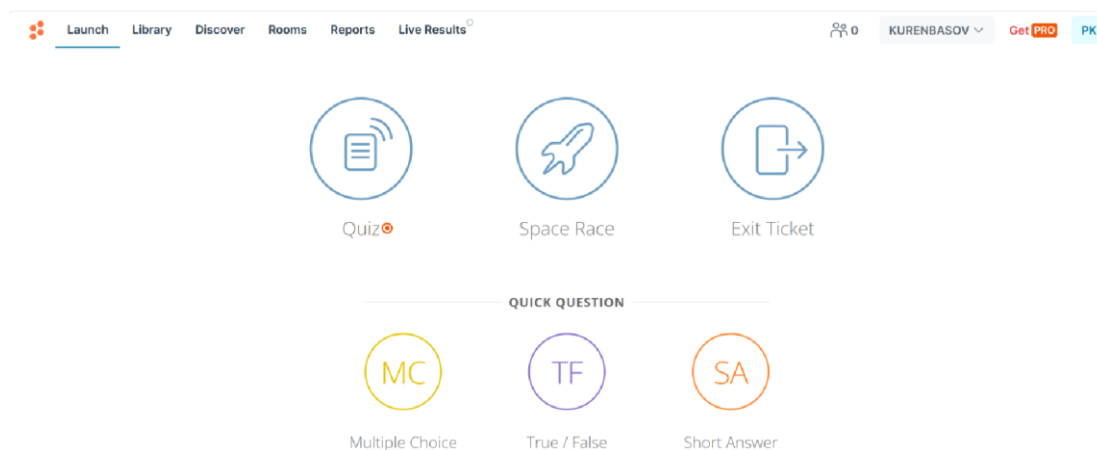 Launch Library Discover Rooms Reports Live Results 0 KURENBASOV Get PRO PK
Quiz Space Race Exit Ticket
QUICK QUESTION
MC TF SA
Multiple Choice True / False Short Answer